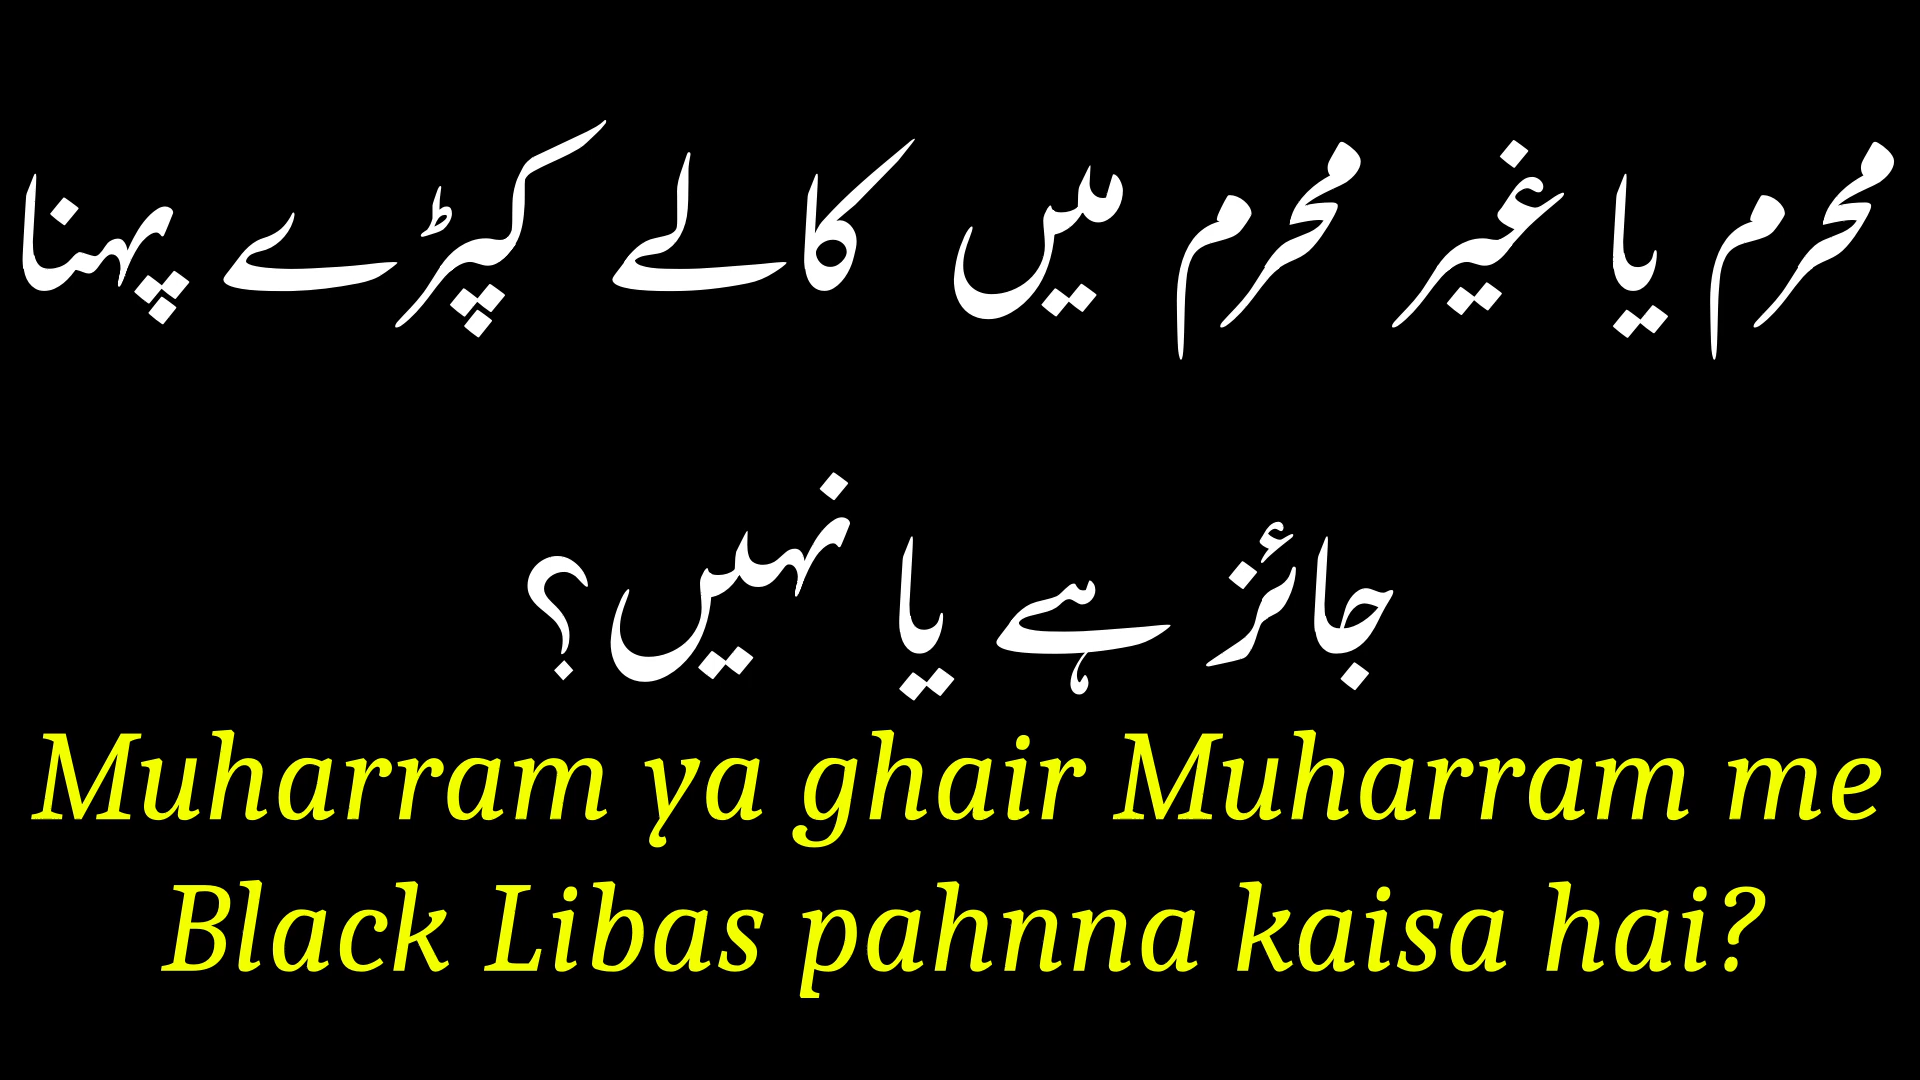 محرم یا غیر محرم میں کالے کپڑے پہنا
جائز ہے یا نہیں؟
Muharram ya ghair Muharram me
Black Libas pahnna kaisa hai?